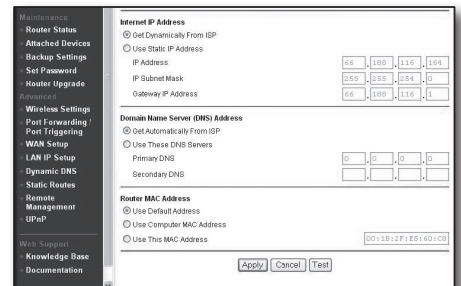 Maintenance
Router Status
Attached Devices
Backup Settings
Set Password
Router Upgrade
Advanced
Wireless Settings
Port Forwarding /
Port Triggering
WAN Setup
LAN IP Setup
Dynamic DNS
Static Routes
Remote
Management
UPnP
Web Support
Knowledge Base
Documentation
Internet IP Address
Get Dynamically From ISP
Use Static IP Address
IP Address 66 . 188 . 116 . 164
IP Subnet Mask 255 . 255 . 254 . 0
Gateway IP Address 66 . 188 . 116 . 1
Domain Name Server (DNS) Address
Get Automatically From ISP
Use These DNS Servers
Primary DNS 0 . 0 . 0 . 0
Secondary DNS . . .
Router MAC Address
Use Default Address
Use Computer MAC Address
Use This MAC Address 00:1B:2F:E5:60:C8
Apply Cancel Test